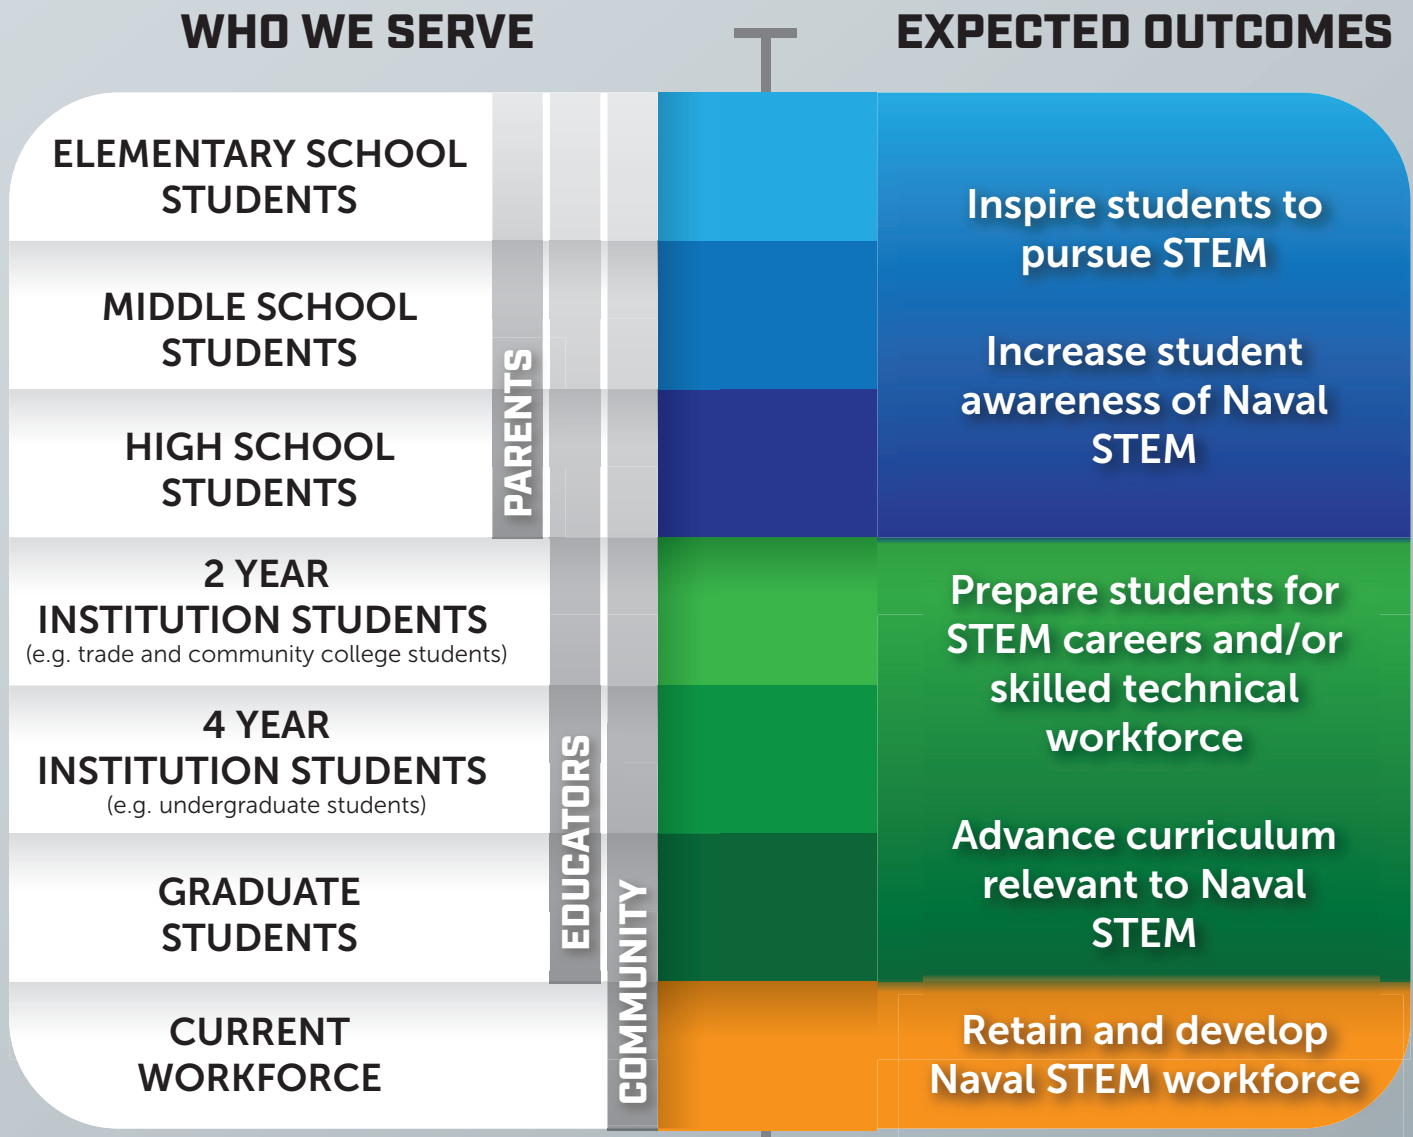 WHO WE SERVE
EXPECTED OUTCOMES
ELEMENTARY SCHOOL
STUDENTS
MIDDLE SCHOOL
STUDENTS
HIGH SCHOOL
STUDENTS
2 YEAR
INSTITUTION STUDENTS
(e.g. trade and community college students)
4 YEAR
INSTITUTION STUDENTS
(e.g. undergraduate students)
GRADUATE
STUDENTS
CURRENT
WORKFORCE
PARENTS
EDUCATORS
COMMUNITY
Inspire students to
pursue STEM
Increase student
awareness of Naval
STEM
Prepare students for
STEM careers and/or
skilled technical
workforce
Advance curriculum
relevant to Naval
STEM
Retain and develop
Naval STEM workforce